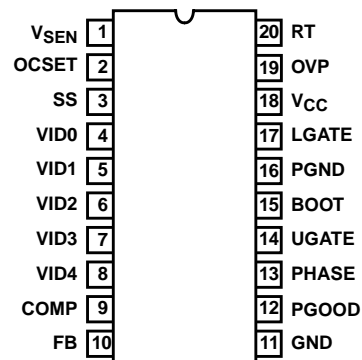 VSEN 1 20 RT
OCSET 2 19 OVP
SS 3 18 VCC
VID0 4 17 LGATE
VID1 5 16 PGND
VID2 6 15 BOOT
VID3 7 14 UGATE
VID4 8 13 PHASE
COMP 9 12 PGOOD
FB 10 11 GND